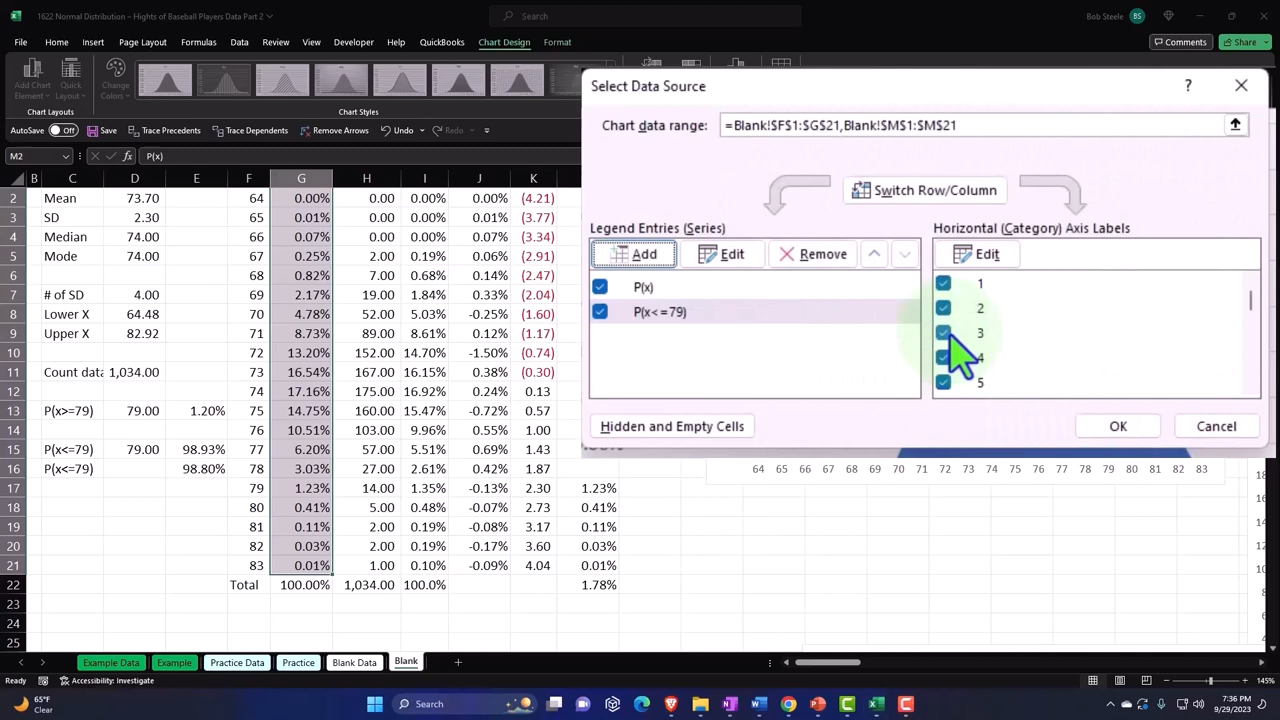 1622 Normal Distribution – Hights of Baseball Players Data Part 2
Search
Bob Steele BS
File Home Insert Page Layout Formulas Data Review View Developer Help QuickBooks Chart Design Format
Comments Share
Add Chart Element Quick Layout Change Colors
Chart Layouts Chart Styles
AutoSave Off Save Trace Precedents Trace Dependents Remove Arrows Undo Touch/Mouse Mode
M2 fx P(x)
B C D E F G H I J K
2 Mean 73.70 64 0.00% 0.00 0.00% 0.00% (4.21)
3 SD 2.30 65 0.01% 0.00 0.00% 0.01% (3.77)
4 Median 74.00 66 0.07% 0.00 0.00% 0.07% (3.34)
5 Mode 74.00 67 0.25% 2.00 0.19% 0.06% (2.91)
6 68 0.82% 7.00 0.68% 0.14% (2.47)
7 # of SD 4.00 69 2.17% 19.00 1.84% 0.33% (2.04)
8 Lower X 64.48 70 4.78% 52.00 5.03% -0.25% (1.60)
9 Upper X 82.92 71 8.73% 89.00 8.61% 0.12% (1.17)
10 72 13.20% 152.00 14.70% -1.50% (0.74)
11 Count data 1,034.00 73 16.54% 167.00 16.15% 0.38% (0.30)
12 74 17.16% 175.00 16.92% 0.24% 0.13
13 P(x>=79) 79.00 1.20% 75 14.75% 160.00 15.47% -0.72% 0.57
14 76 10.51% 103.00 9.96% 0.55% 1.00
15 P(x<=79) 79.00 98.93% 77 6.20% 57.00 5.51% 0.69% 1.43
16 P(x<=79) 98.80% 78 3.03% 27.00 2.61% 0.42% 1.87
17 79 1.23% 14.00 1.35% -0.13% 2.30 1.23%
18 80 0.41% 5.00 0.48% -0.07% 2.73 0.41%
19 81 0.11% 2.00 0.19% -0.08% 3.17 0.11%
20 82 0.03% 2.00 0.19% -0.17% 3.60 0.03%
21 83 0.01% 1.00 0.10% -0.09% 4.04 0.01%
22 Total 100.00% 1,034.00 100.0% 1.78%
23
24
25
Select Data Source ?
Chart data range: =Blank!$F$1:$G$21,Blank!$M$1:$M$21
Switch Row/Column
Legend Entries (Series) Horizontal (Category) Axis Labels
Add Edit Remove Edit
P(x) 1
P(x<=79) 2
3
4
5
Hidden and Empty Cells OK Cancel
64 65 66 67 68 69 70 71 72 73 74 75 76 77 78 79 80 81 82 83
Example Data Example Practice Data Practice Blank Data Blank
Ready Accessibility: Investigate 145%
65°F
Clear
Search
7:36 PM
9/29/2023